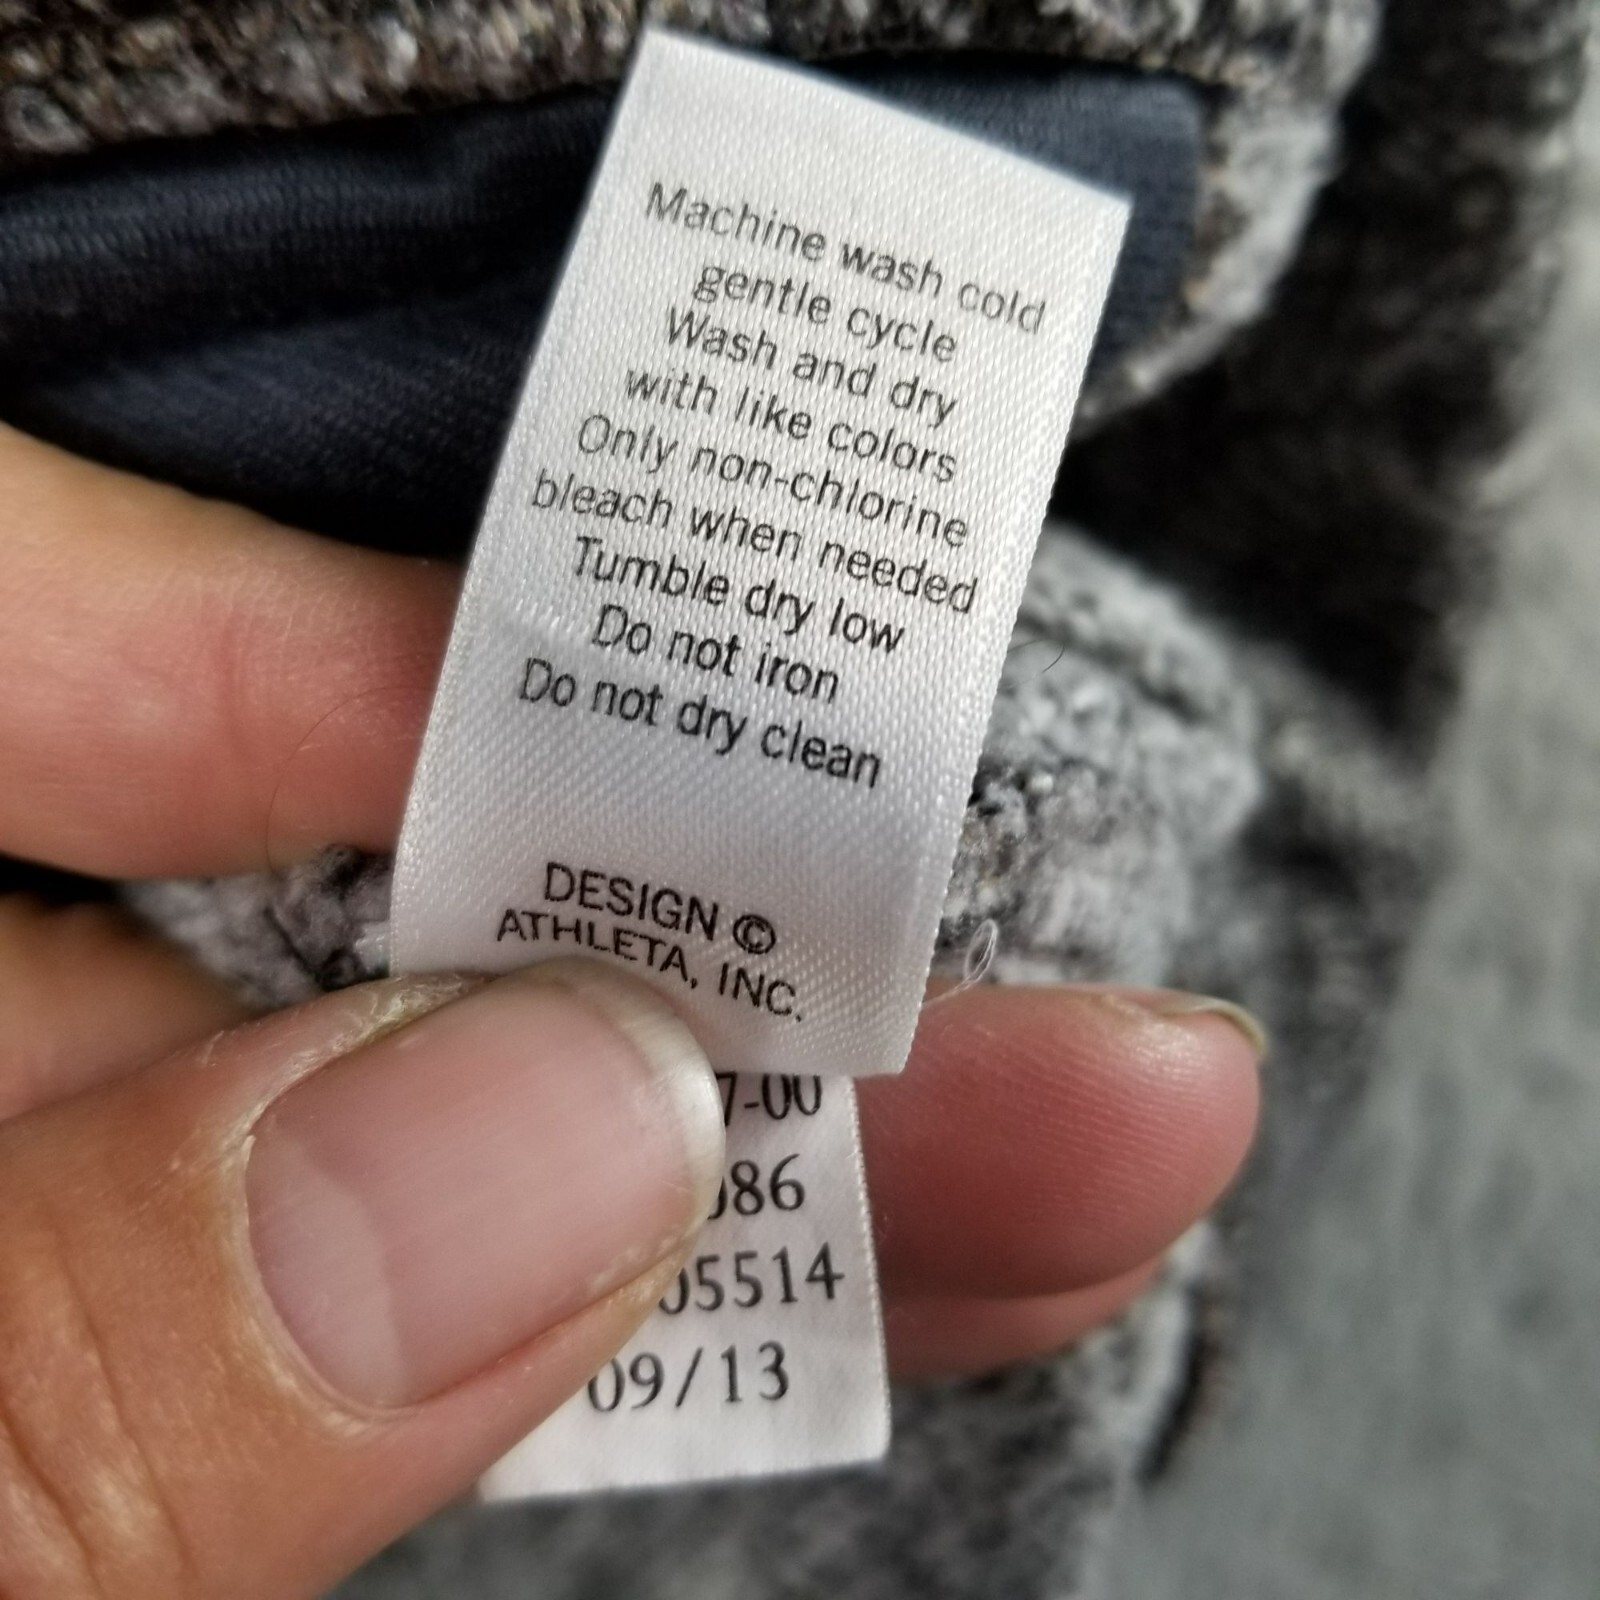 Machine wash cold
gentle cycle
Wash and dry
with like colors
Only non-chlorine
bleach when needed
Tumble dry low
Do not iron
Do not dry clean
DESIGN ©
ATHLETA, INC.
7-00
086
05514
09/13